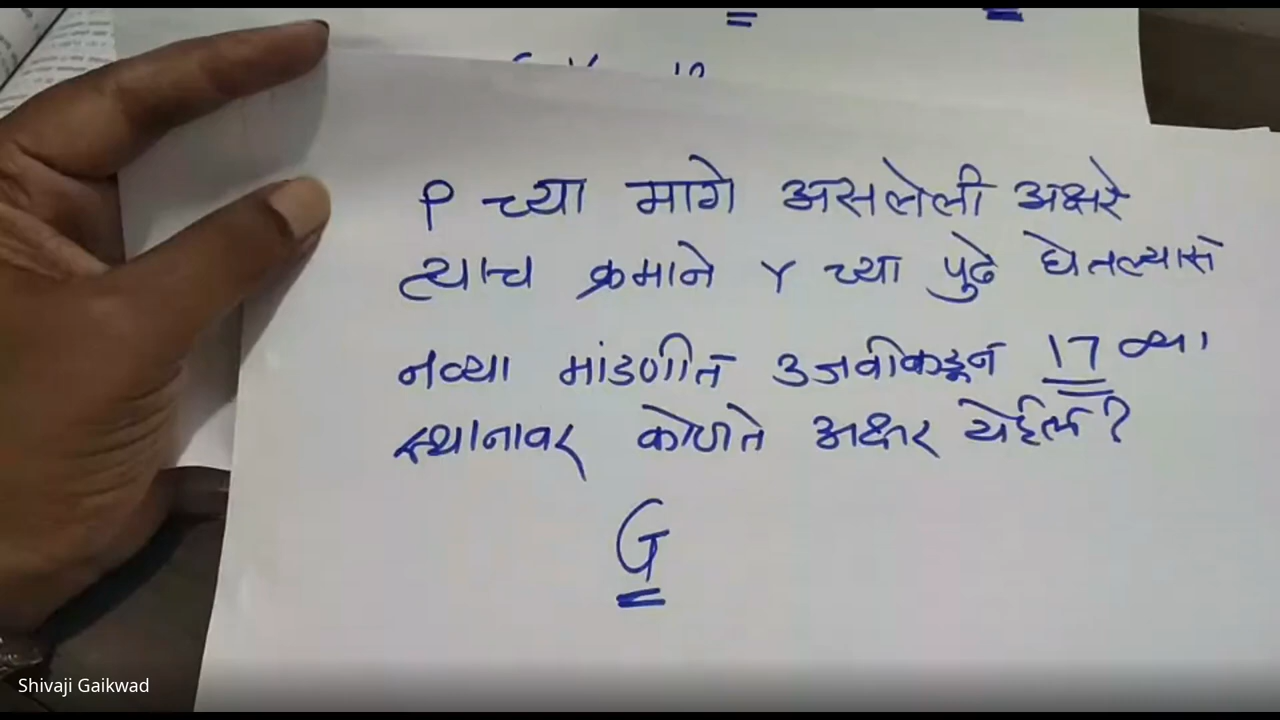 P च्या मागे असलेली अक्षरे
त्याच क्रमाने Y च्या पुढे घेतल्यास
नव्या मांडणीत उजवीकडून 17 व्या
स्थानावर कोणते अक्षर येईल?
G
Shivaji Gaikwad